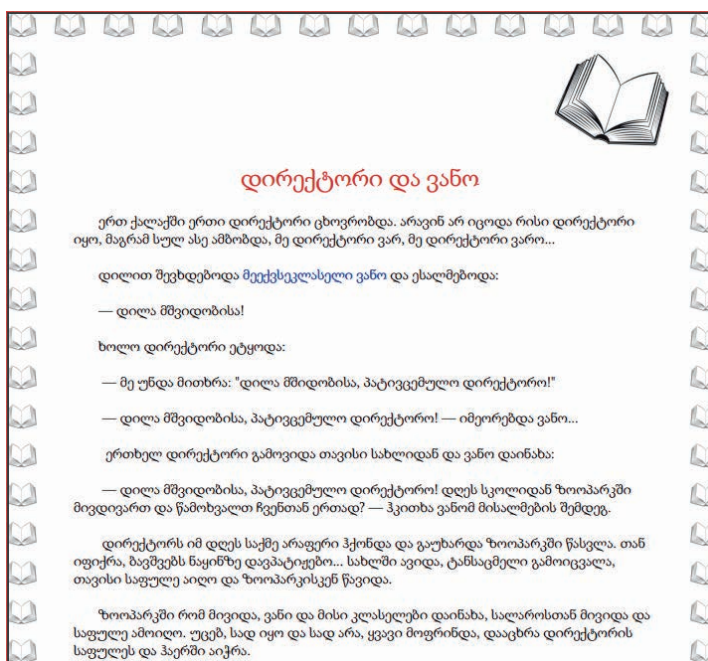 დირექტორი და ვანო
ერთ ქალაქში ერთი დირექტორი ცხოვრობდა. არავინ არ იცოდა რისი დირექტორი
იყო, მაგრამ სულ ასე ამბობდა, მე დირექტორი ვარ, მე დირექტორი ვარო...
დილით შევხდებოდა მეექვსეკლასელი ვანო და ესალმებოდა:
— დილა მშვიდობისა!
ხოლო დირექტორი ეტყოდა:
— მე უნდა მითხრა: "დილა მშიდობისა, პატივცემულო დირექტორო!"
— დილა მშვიდობისა, პატივცემულო დირექტორო! — იმეორებდა ვანო...
ერთხელ დირექტორი გამოვიდა თავისი სახლიდან და ვანო დაინახა:
— დილა მშვიდობისა, პატივცემულო დირექტორო! დღეს სკოლიდან ზოოპარკში
მივდივართ და წამოხვალთ ჩვენთან ერთად? — ჰკითხა ვანომ მისალმების შემდეგ.
დირექტორს იმ დღეს საქმე არაფერი ჰქონდა და გაუხარდა ზოოპარკში წასვლა. თან
იფიქრა, ბავშვებს ნაყინზე დავპატიჟებო... სახლში ავიდა, ტანსაცმელი გამოიცვალა,
თავისი საფულე აიღო და ზოოპარკისკენ წავიდა.
ზოოპარკში რომ მივიდა, ვანი და მისი კლასელები დაინახა, სალაროსთან მივიდა და
საფულე ამოიღო. უცებ, სად იყო და სად არა, ყვავი მოფრინდა, დააცხრა დირექტორის
საფულეს და ჰაერში აიჭრა.